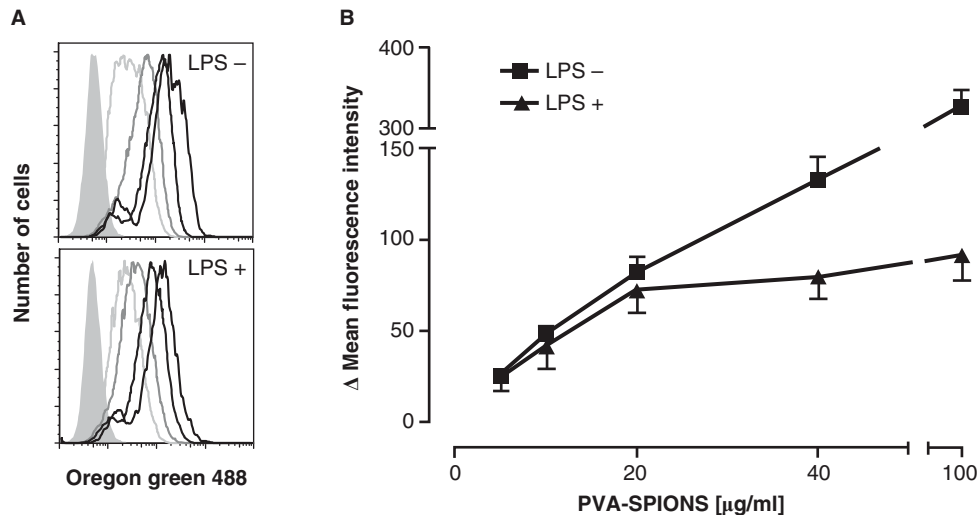 A
LPS –
LPS +
Number of cells
Oregon green 488
B
400
300
150
100
50
0
Δ Mean fluorescence intensity
LPS –
LPS +
0
10
20
40
100
PVA-SPIONS [µg/ml]